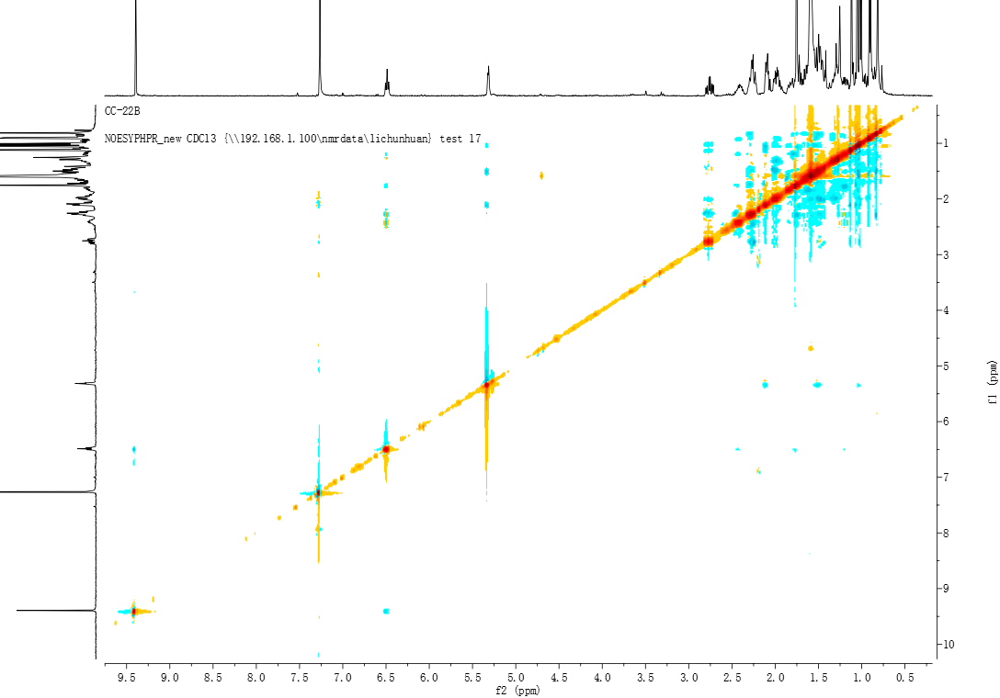 CC-22B
NOESYPHPR_new CDCl3 {\\192.168.1.100\nmrdata\lichunhuan} test 17
1
2
3
4
5
6
7
8
9
10
f1 (ppm)
9.5 9.0 8.5 8.0 7.5 7.0 6.5 6.0 5.5 5.0 4.5 4.0 3.5 3.0 2.5 2.0 1.5 1.0 0.5
f2 (ppm)